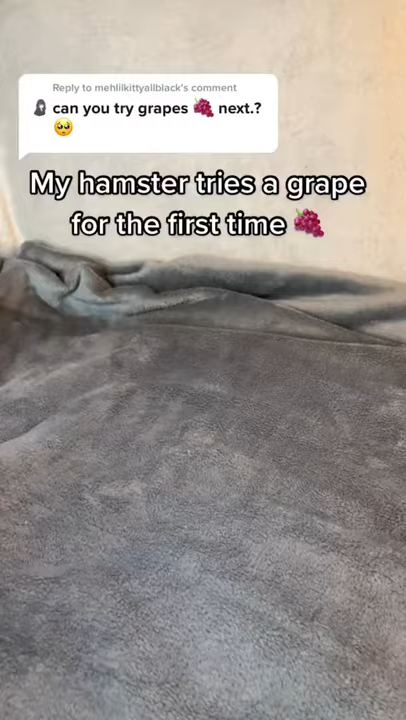 Reply to mehlilkittyallblack's comment
can you try grapes 🍇 next.?
🥺
My hamster tries a grape
for the first time 🍇